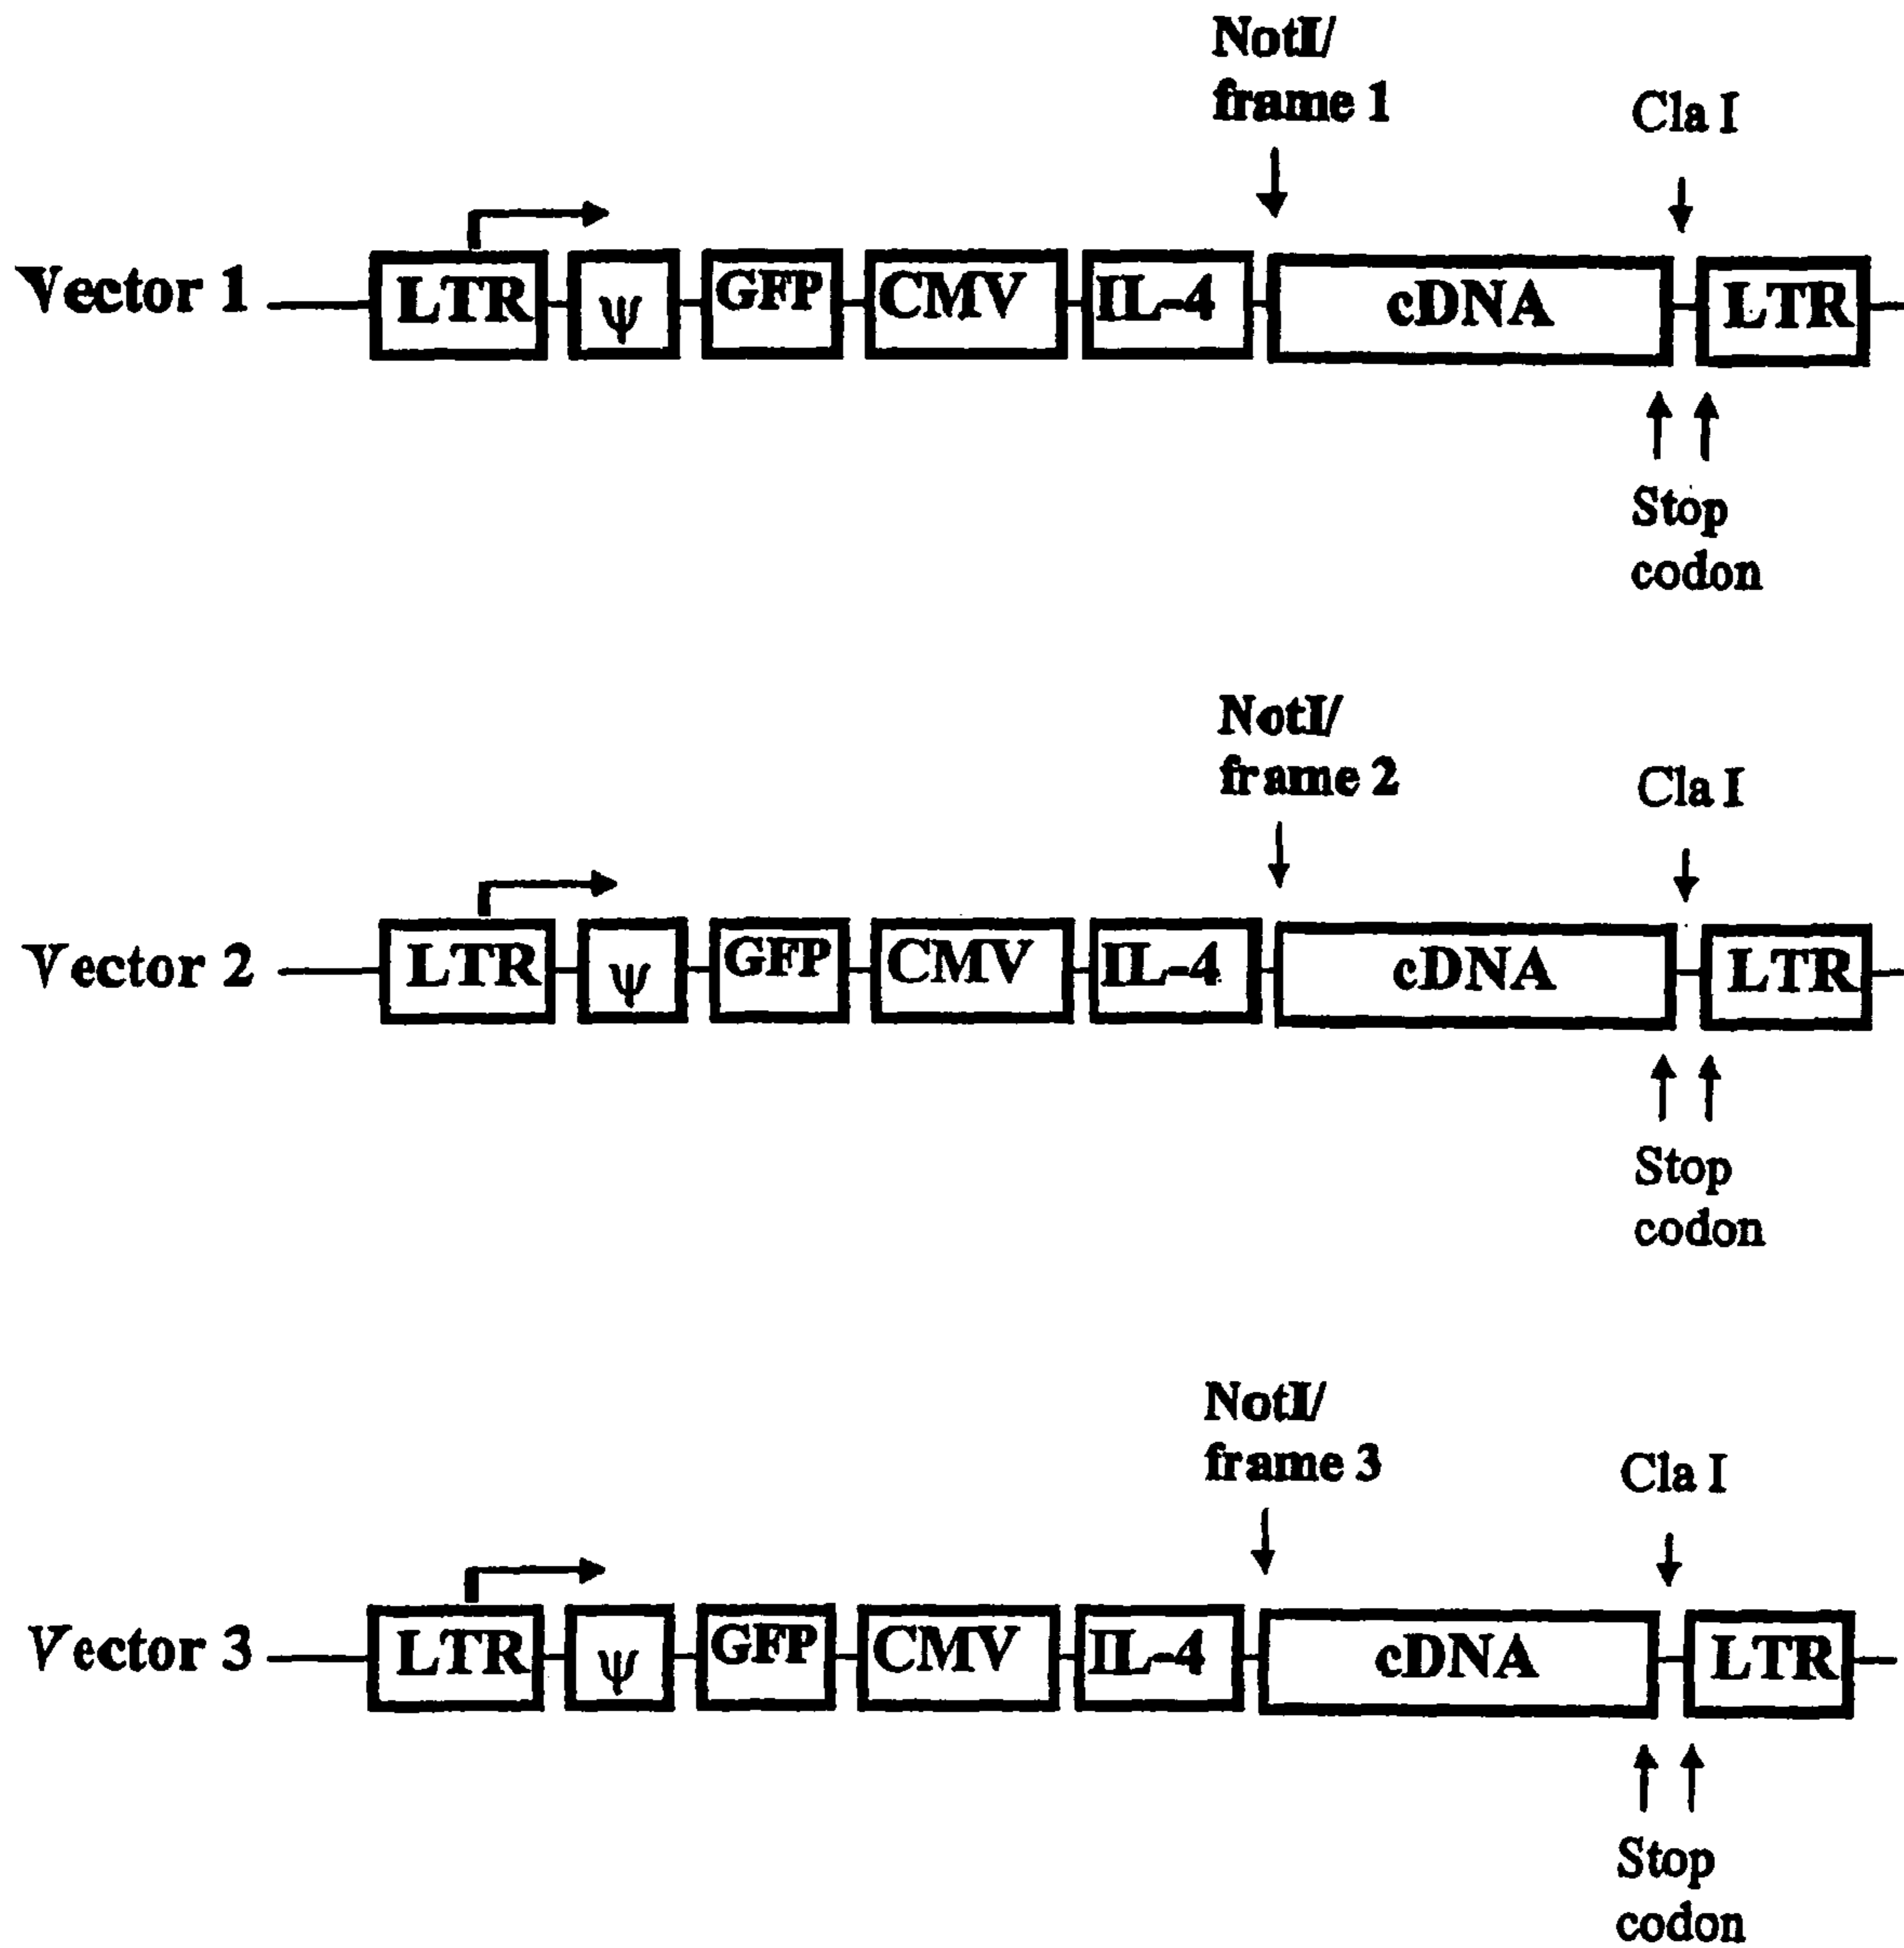 NotI/
frame 1
Cla I
Vector 1
LTR
ψ
GFP
CMV
IL-4
cDNA
LTR
Stop
codon
NotI/
frame 2
Cla I
Vector 2
LTR
ψ
GFP
CMV
IL-4
cDNA
LTR
Stop
codon
NotI/
frame 3
Cla I
Vector 3
LTR
ψ
GFP
CMV
IL-4
cDNA
LTR
Stop
codon